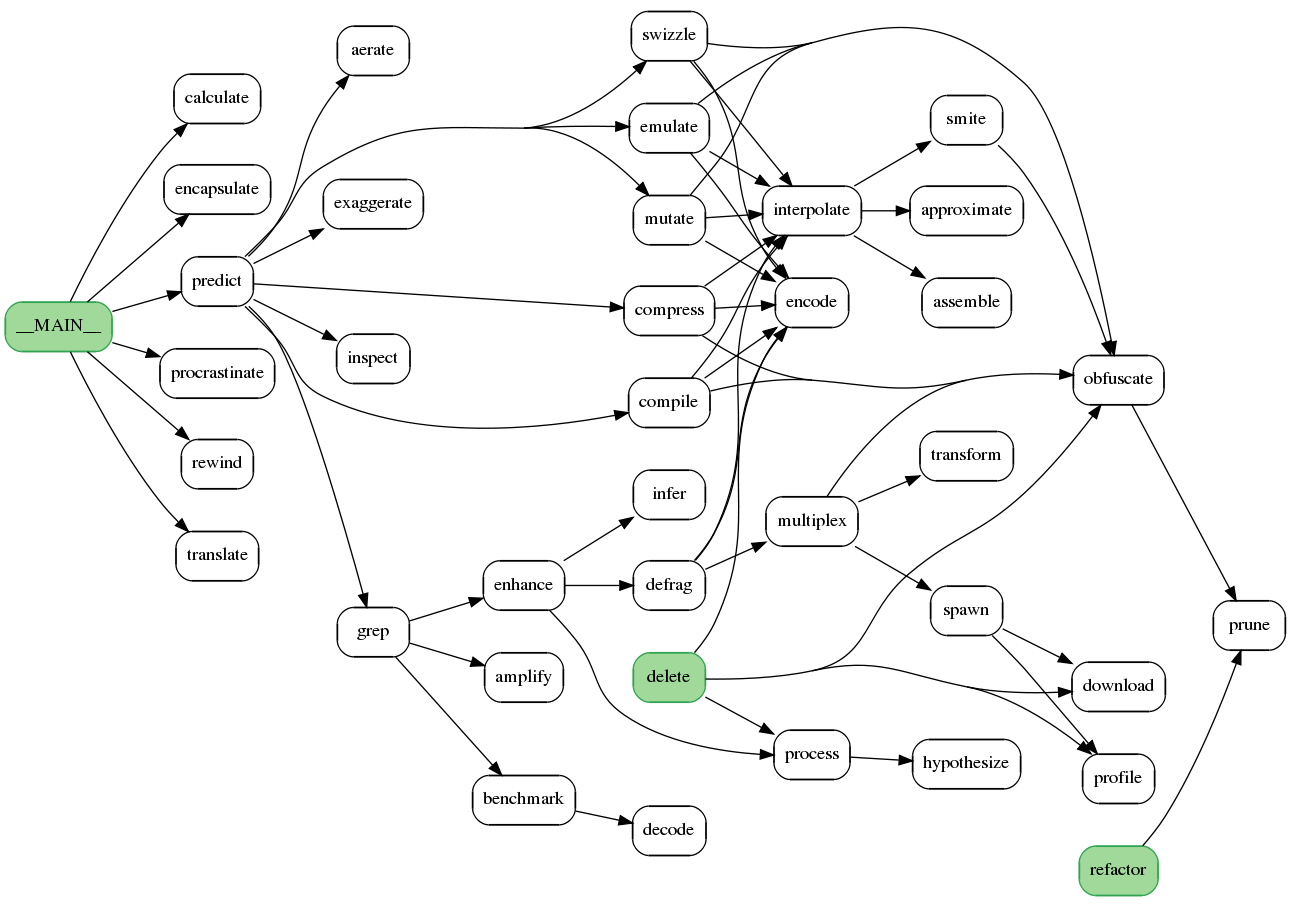 swizzle
aerate
calculate
smite
emulate
encapsulate
exaggerate
interpolate
approximate
mutate
predict
encode
assemble
compress
__MAIN__
inspect
procrastinate
obfuscate
compile
transform
rewind
infer
multiplex
translate
enhance
defrag
spawn
prune
grep
amplify
delete
download
process
hypothesize
profile
benchmark
decode
refactor